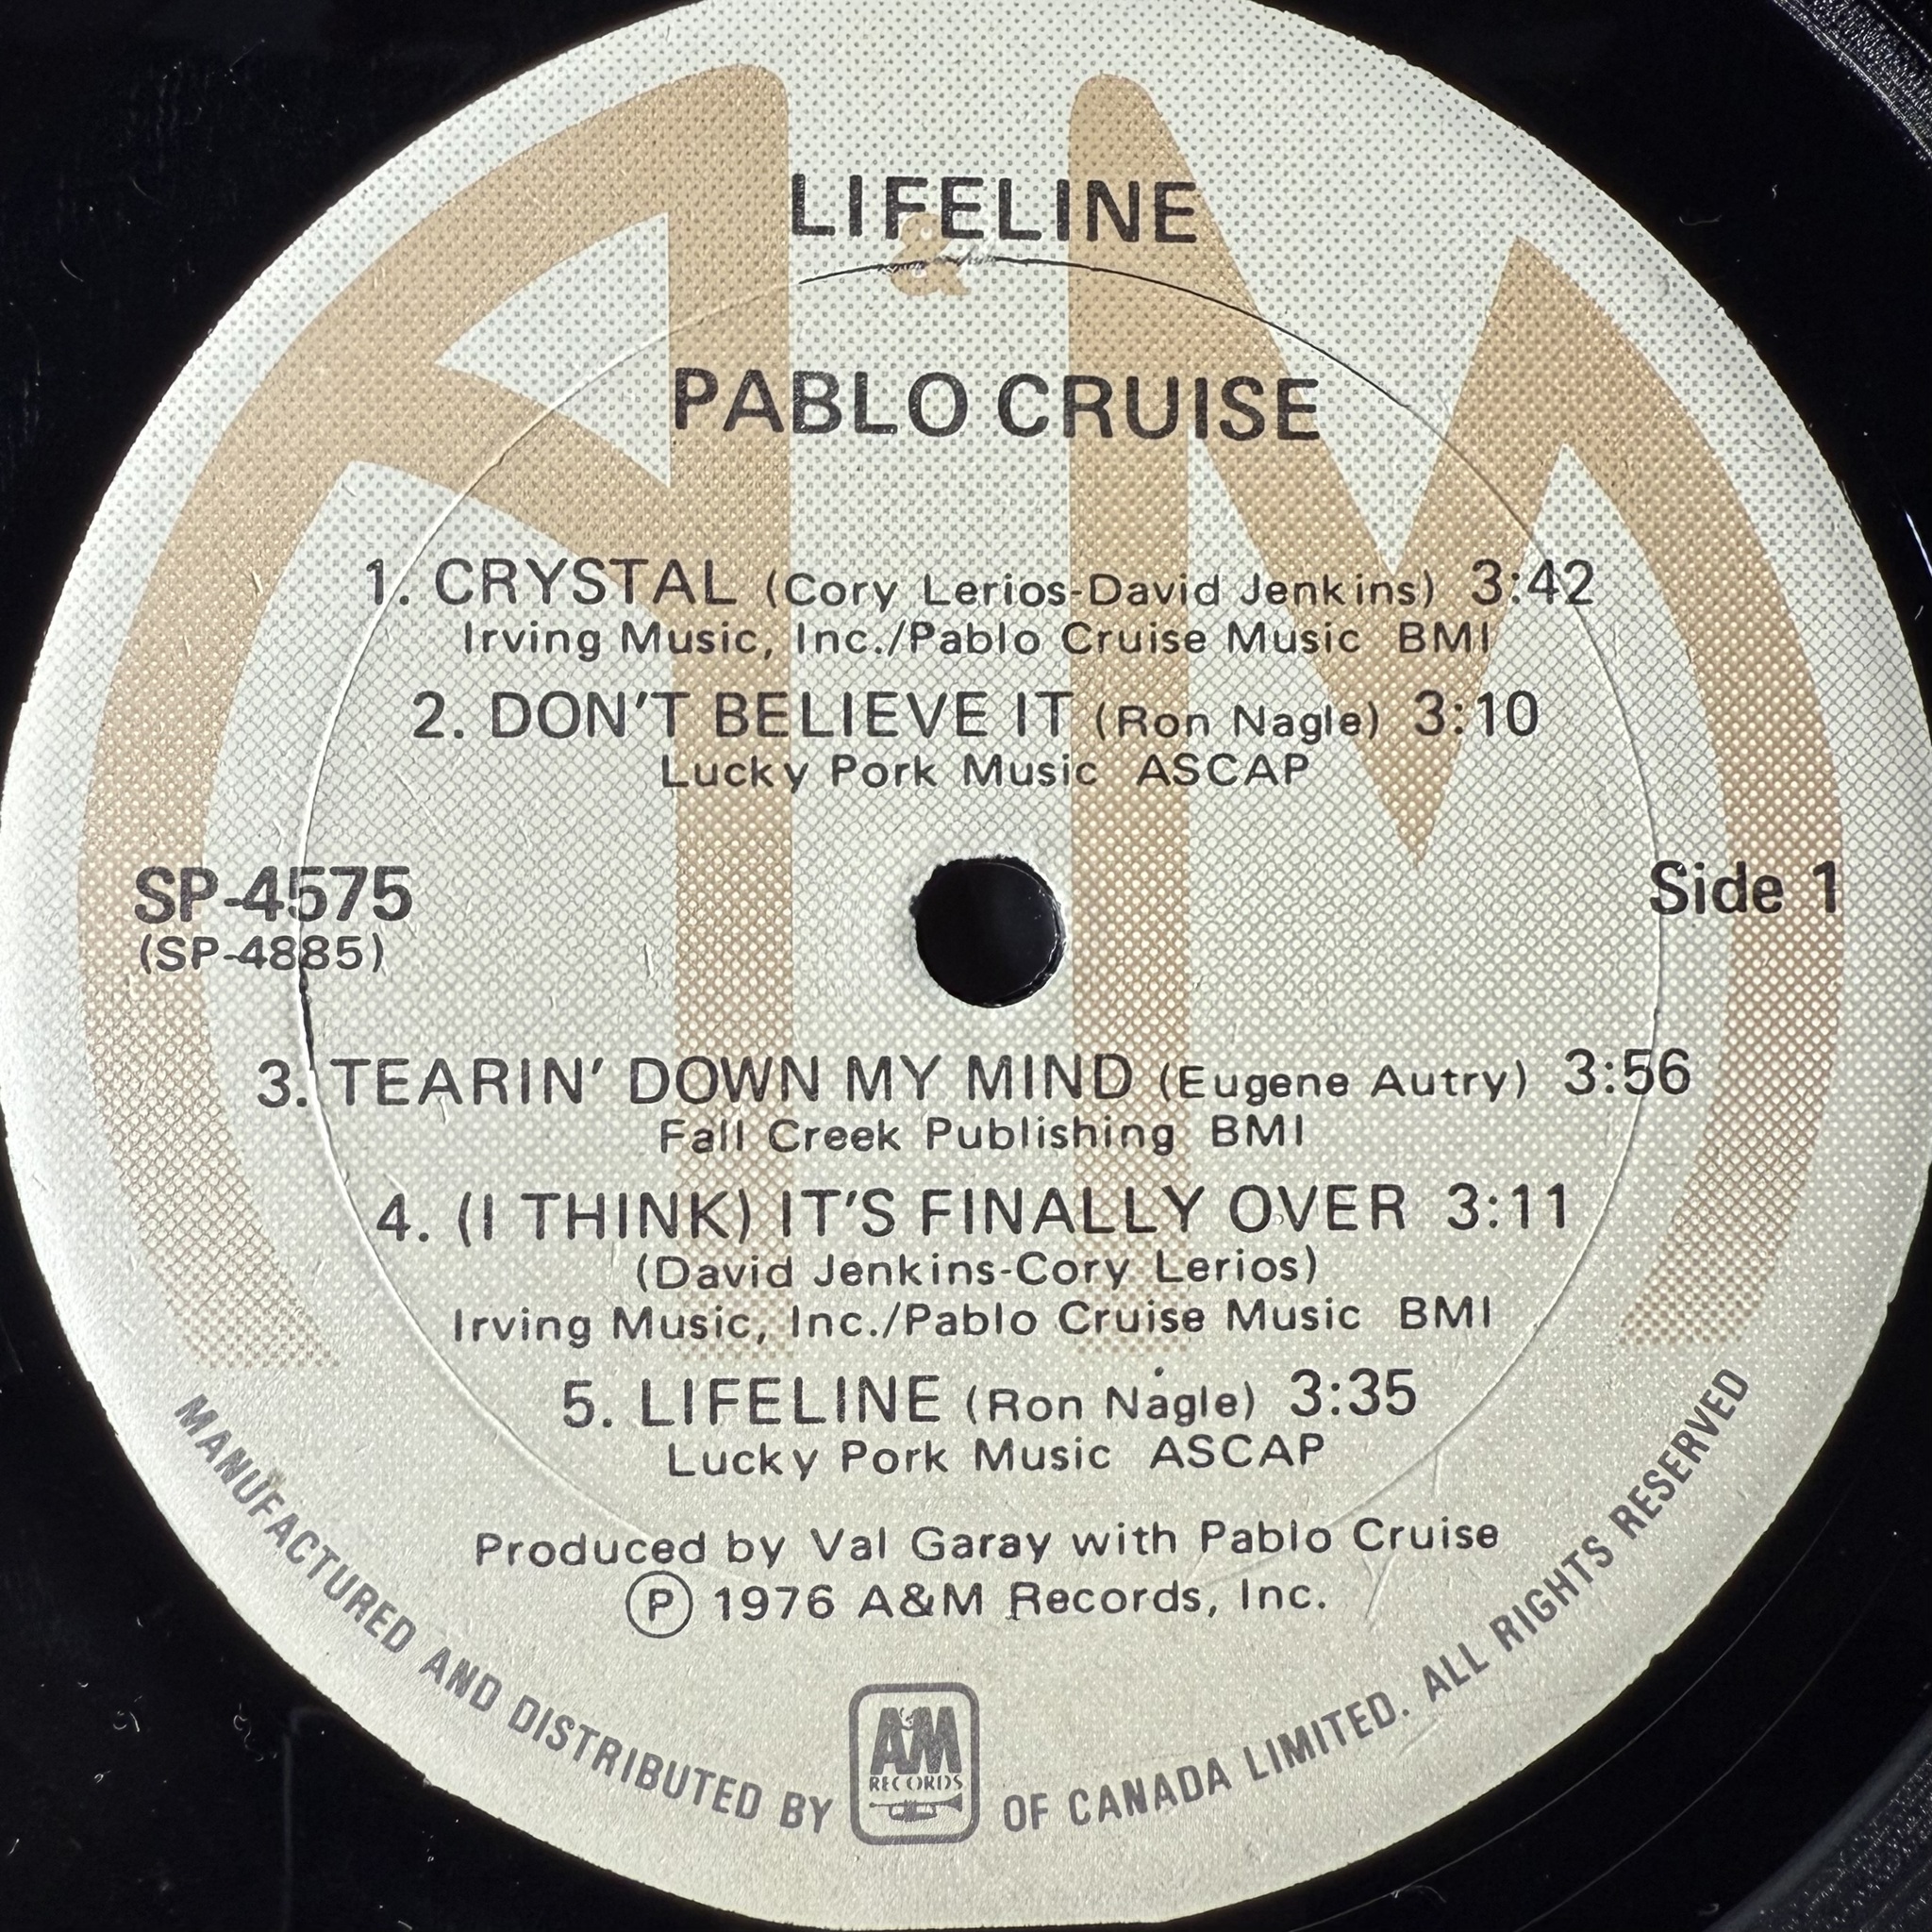 LIFELINE
&
PABLO CRUISE
1. CRYSTAL (Cory Lerios-David Jenkins) 3:42
Irving Music, Inc./Pablo Cruise Music BMI
2. DON'T BELIEVE IT (Ron Nagle) 3:10
Lucky Pork Music ASCAP
SP-4575
(SP-4885)
Side 1
3. TEARIN' DOWN MY MIND (Eugene Autry) 3:56
Fall Creek Publishing BMI
4. (I THINK) IT'S FINALLY OVER 3:11
(David Jenkins-Cory Lerios)
Irving Music, Inc./Pablo Cruise Music BMI
5. LIFELINE (Ron Nagle) 3:35
Lucky Pork Music ASCAP
Produced by Val Garay with Pablo Cruise
Ⓟ 1976 A&M Records, Inc.
MANUFACTURED AND DISTRIBUTED BY A&M RECORDS OF CANADA LIMITED. ALL RIGHTS RESERVED